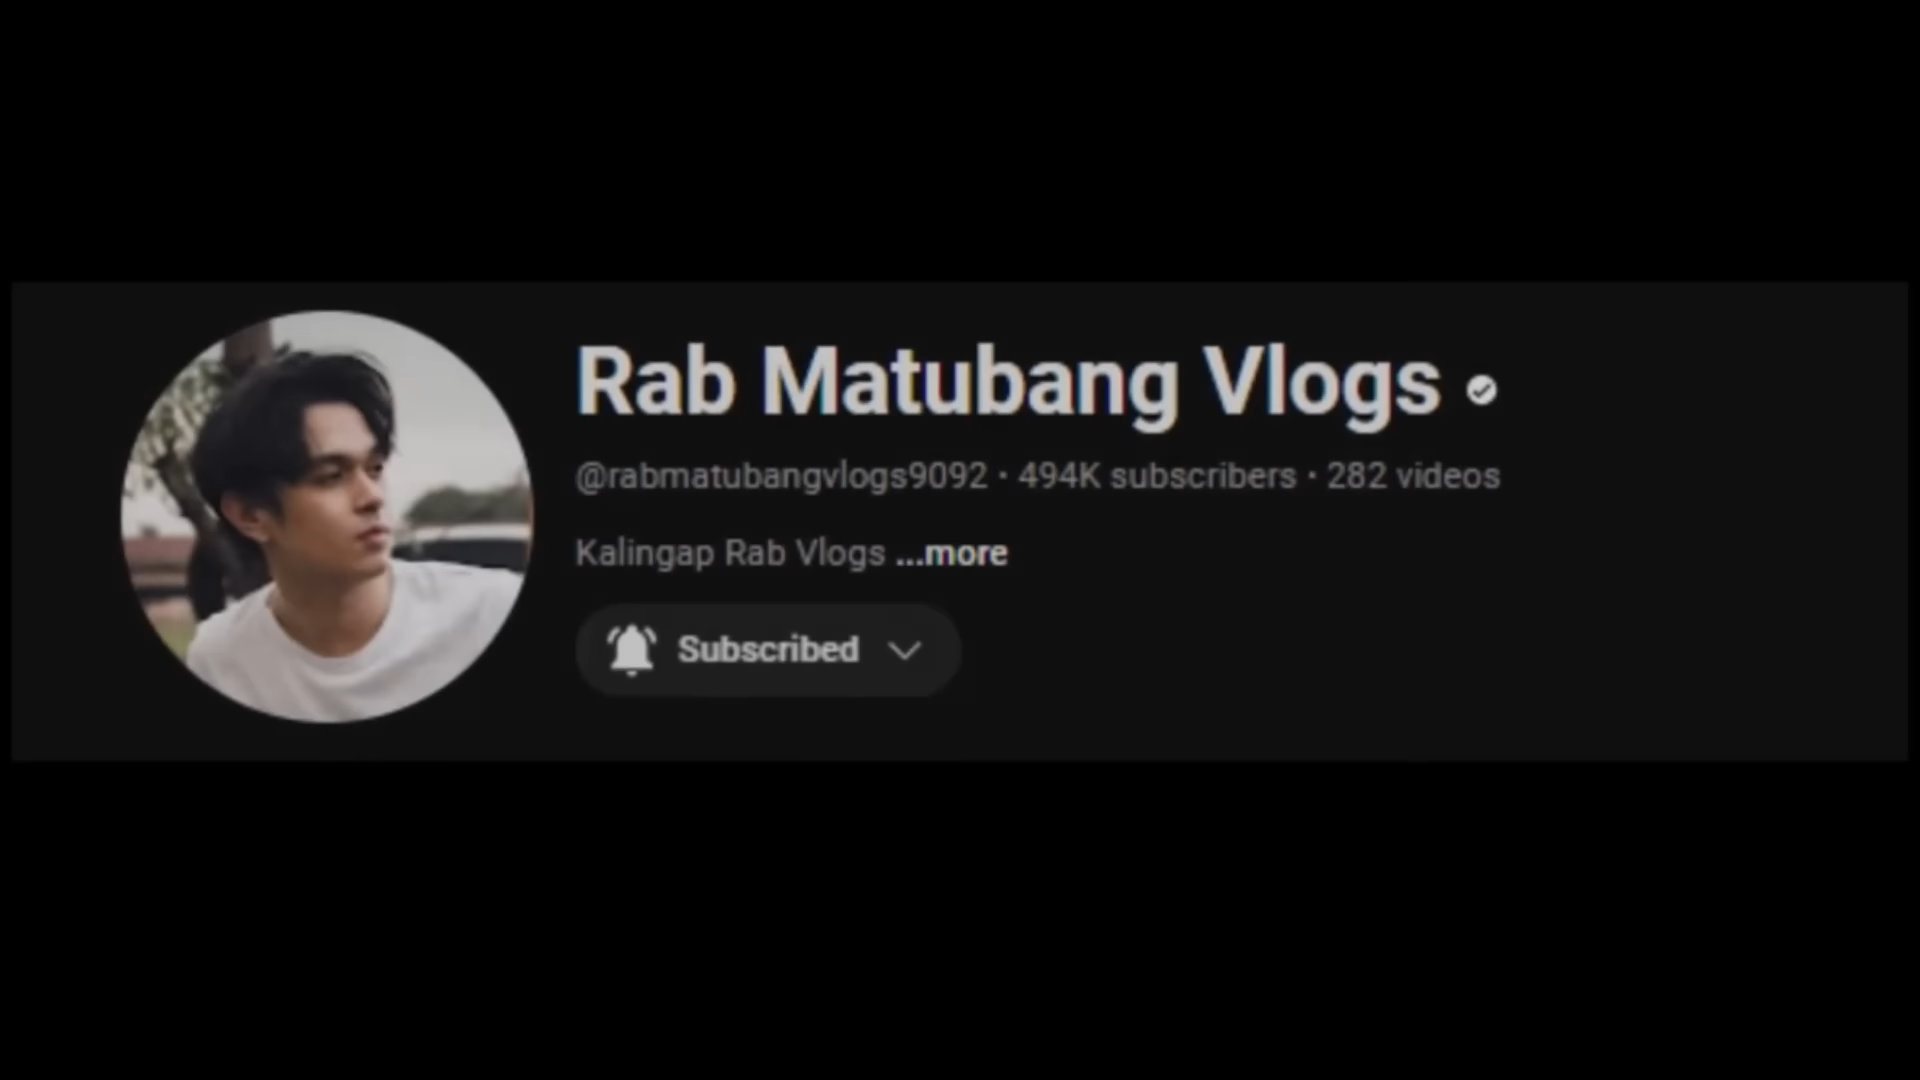 Rab Matubang Vlogs
@rabmatubangvlogs9092 · 494K subscribers · 282 videos
Kalingap Rab Vlogs ...more
Subscribed